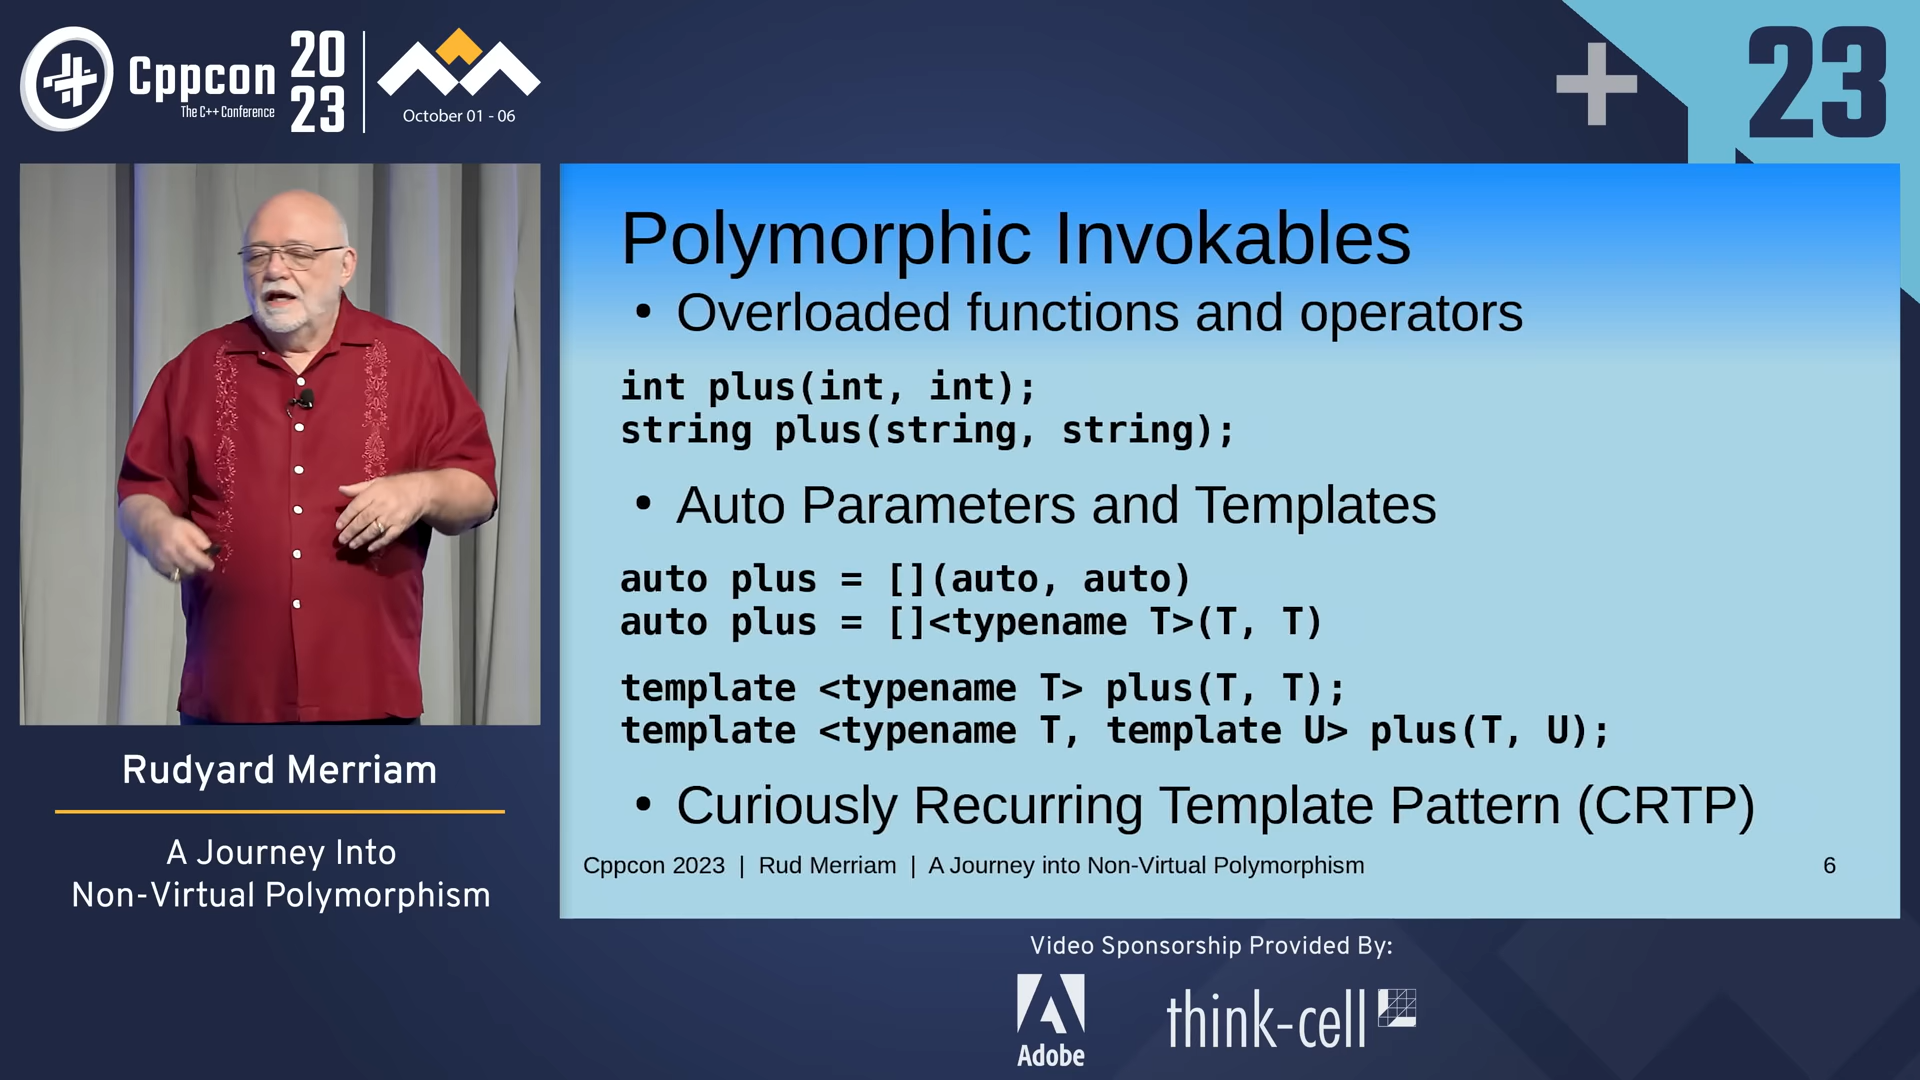 Cppcon
The C++ Conference
20
23
October 01 - 06
23
Polymorphic Invokables
• Overloaded functions and operators
int plus(int, int);
string plus(string, string);
• Auto Parameters and Templates
auto plus = [](auto, auto)
auto plus = []<typename T>(T, T)
template <typename T> plus(T, T);
template <typename T, template U> plus(T, U);
• Curiously Recurring Template Pattern (CRTP)
Cppcon 2023 | Rud Merriam | A Journey into Non-Virtual Polymorphism 6
Rudyard Merriam
A Journey Into
Non-Virtual Polymorphism
Video Sponsorship Provided By:
Adobe
think-cell